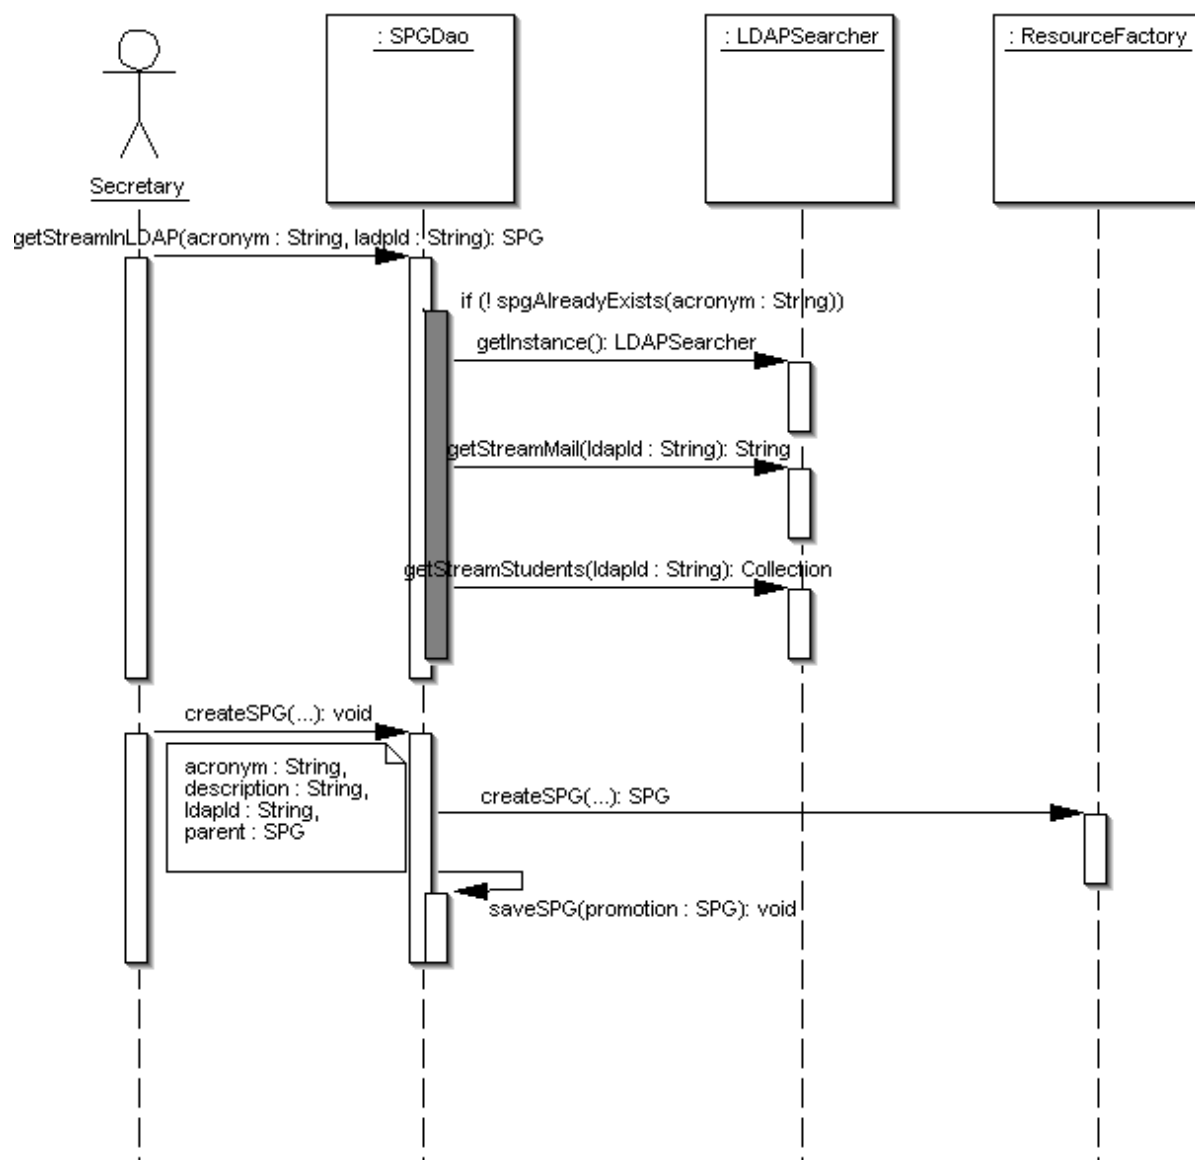 : SPGDao
: LDAPSearcher
: ResourceFactory
Secretary
getStreamInLDAP(acronym : String, ladpId : String): SPG
if (! spgAlreadyExists(acronym : String))
getInstance(): LDAPSearcher
getStreamMail(ldapId : String): String
getStreamStudents(ldapId : String): Collection
createSPG(...): void
acronym : String,
description : String,
ldapId : String,
parent : SPG
createSPG(...): SPG
saveSPG(promotion : SPG): void